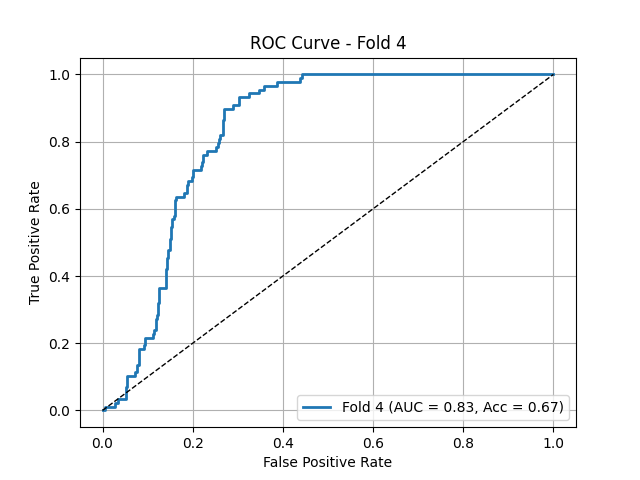 ROC Curve - Fold 4
True Positive Rate
1.0
0.8
0.6
0.4
0.2
0.0
Fold 4 (AUC = 0.83, Acc = 0.67)
0.0 0.2 0.4 0.6 0.8 1.0
False Positive Rate